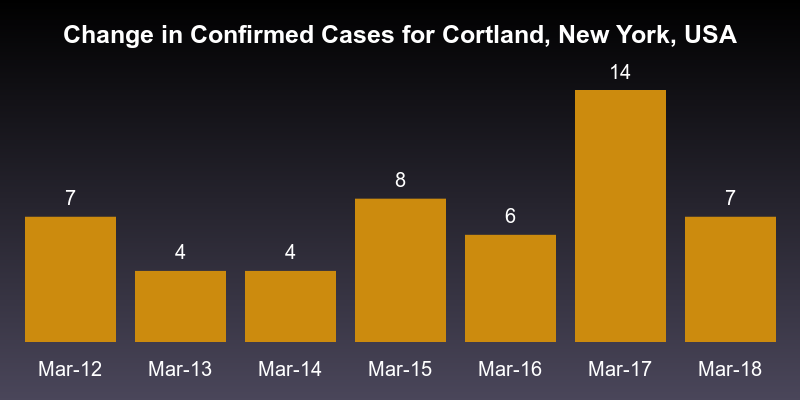 Change in Confirmed Cases for Cortland, New York, USA
14
8
7
7
6
4
4
Mar-12
Mar-13
Mar-14
Mar-15
Mar-16
Mar-17
Mar-18